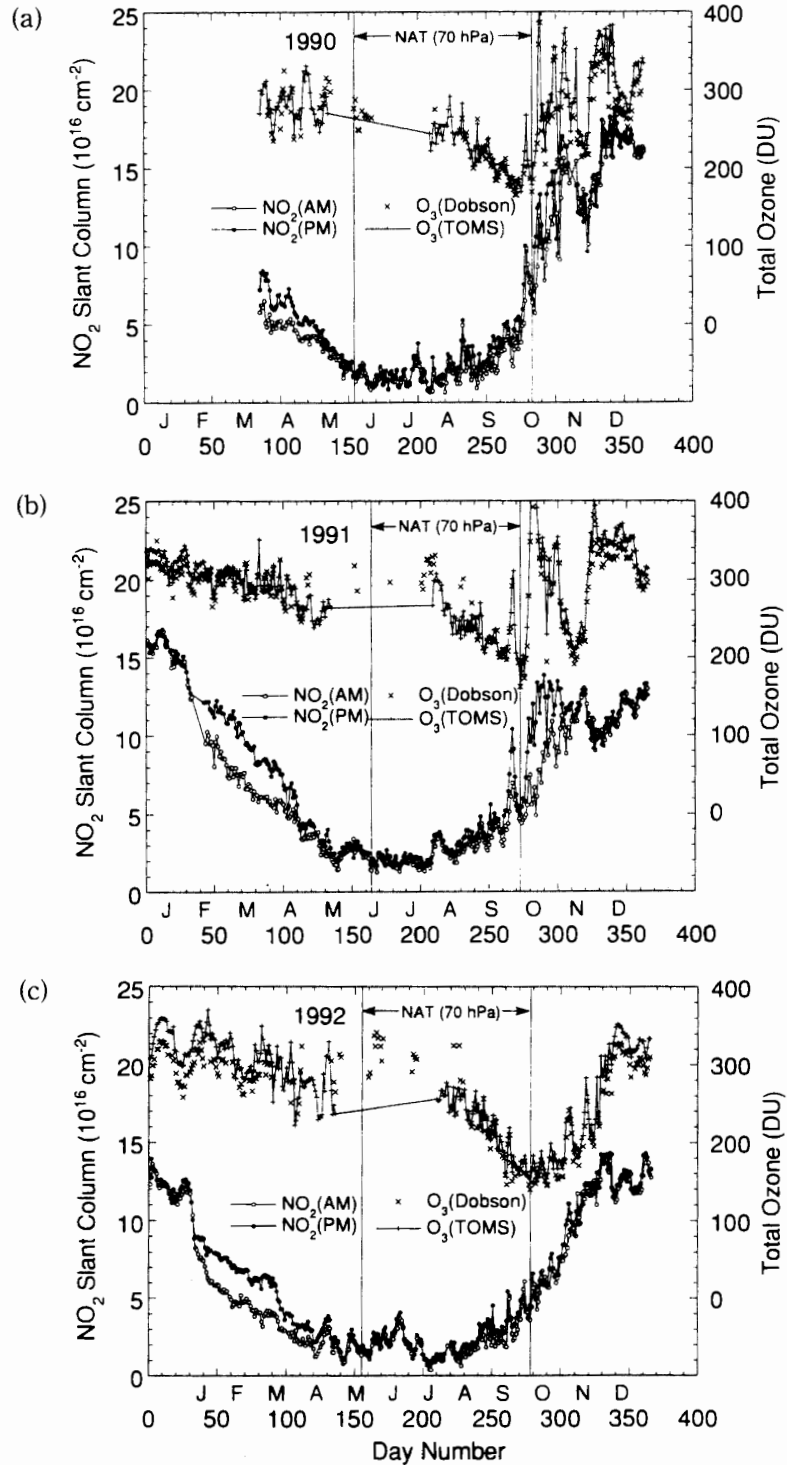 (a)
1990
NAT (70 hPa)
NO2 Slant Column (10^16 cm^-2)
25
20
15
10
5
0
400
300
200
100
0
Total Ozone (DU)
NO2(AM)
NO2(PM)
O3(Dobson)
O3(TOMS)
J F M A M J J A S O N D
0 50 100 150 200 250 300 350 400
(b)
1991
NAT (70 hPa)
NO2 Slant Column (10^16 cm^-2)
25
20
15
10
5
0
400
300
200
100
0
Total Ozone (DU)
NO2(AM)
NO2(PM)
O3(Dobson)
O3(TOMS)
J F M A M J J A S O N D
0 50 100 150 200 250 300 350 400
(c)
1992
NAT (70 hPa)
NO2 Slant Column (10^16 cm^-2)
25
20
15
10
5
0
400
300
200
100
0
Total Ozone (DU)
NO2(AM)
NO2(PM)
O3(Dobson)
O3(TOMS)
J F M A M J J A S O N D
0 50 100 150 200 250 300 350 400
Day Number